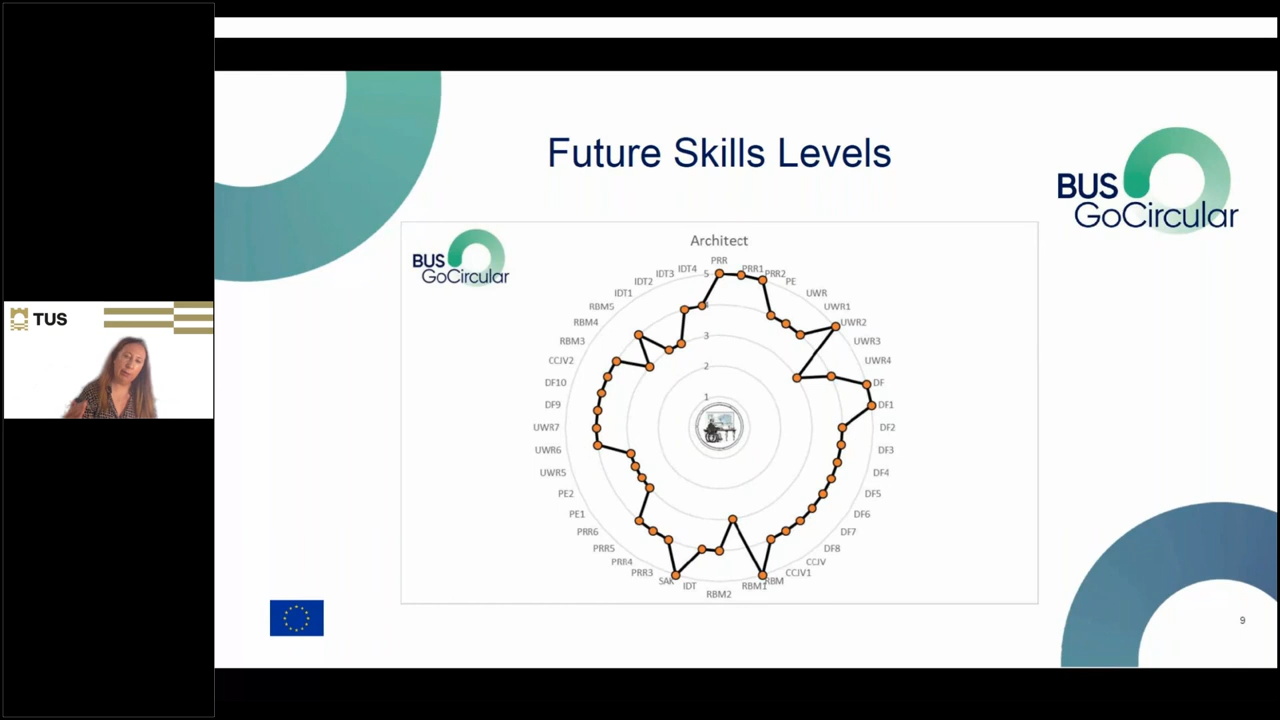 Future Skills Levels
BUS
GoCircular
TUS
BUS
GoCircular
Architect
PRR
PRR1
PRR2
PE
UWR
UWR1
UWR2
UWR3
UWR4
DF
DF1
DF2
DF3
DF4
DF5
DF6
DF7
DF8
CCJV
CCJV1
RBM
RBM1
RBM2
IDT
SAK
PRR3
PRR4
PRR5
PRR6
PE1
PE2
UWR5
UWR6
UWR7
DF9
DF10
CCJV2
RBM3
RBM4
RBM5
IDT1
IDT2
IDT3
IDT4
5
4
3
2
1
9